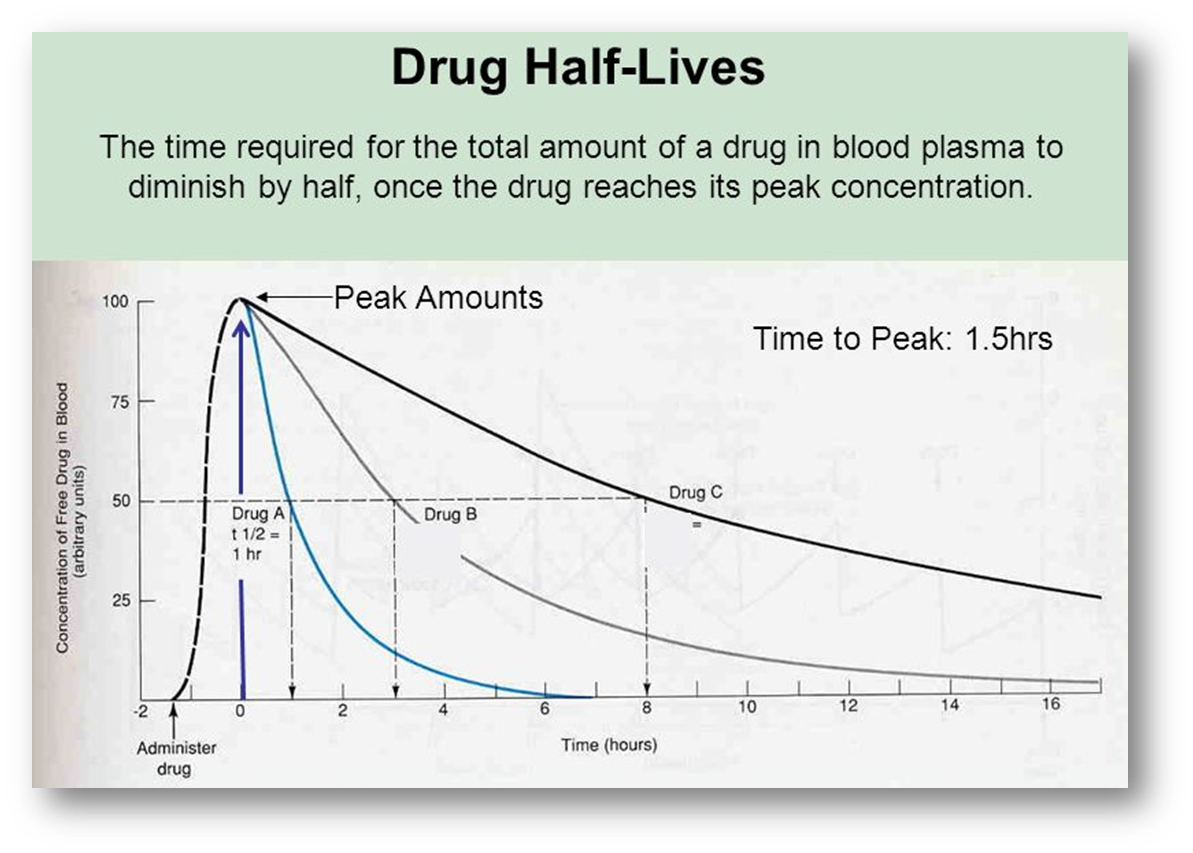 Drug Half-Lives
The time required for the total amount of a drug in blood plasma to
diminish by half, once the drug reaches its peak concentration.
Peak Amounts
Time to Peak: 1.5hrs
Concentration of Free Drug in Blood
(arbitrary units)
100
75
50
25
Drug A
t 1/2 =
1 hr
Drug B
Drug C
=
-2 0 2 4 6 8 10 12 14 16
Administer
drug
Time (hours)